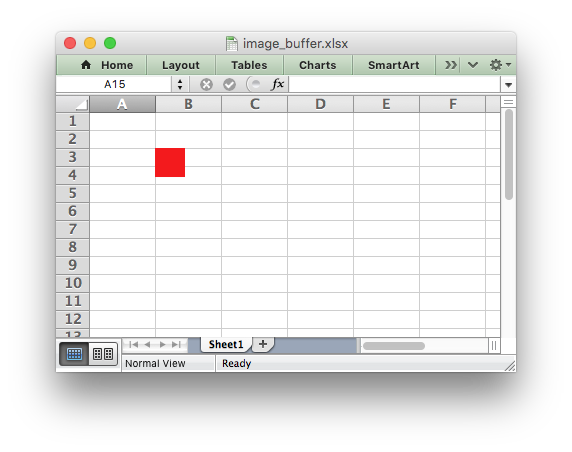 image_buffer.xlsx
Home Layout Tables Charts SmartArt
A15 fx
A B C D E F
1
2
3
4
5
6
7
8
9
10
11
12
13
Sheet1
Normal View Ready